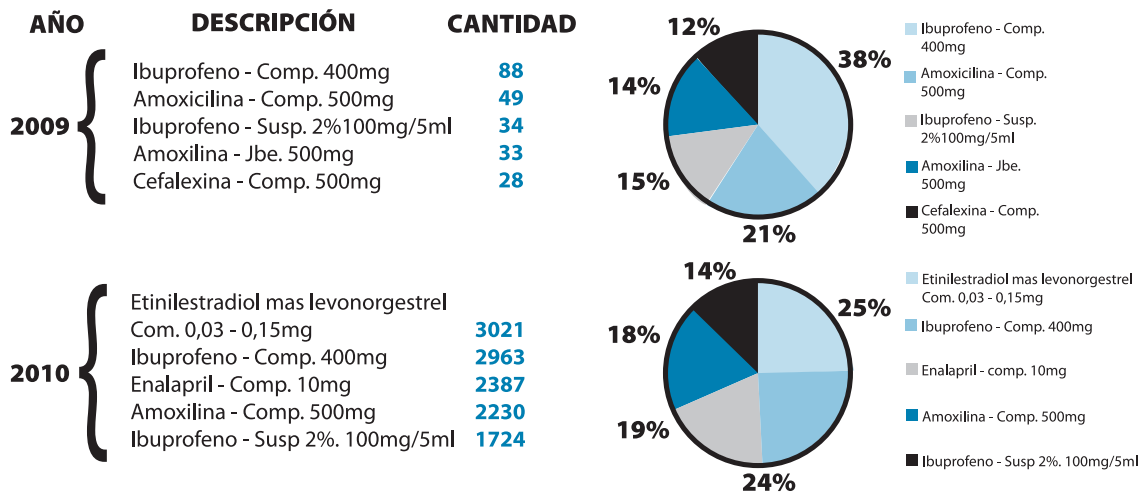 AÑO DESCRIPCIÓN CANTIDAD
2009
Ibuprofeno - Comp. 400mg 88
Amoxicilina - Comp. 500mg 49
Ibuprofeno - Susp. 2%100mg/5ml 34
Amoxilina - Jbe. 500mg 33
Cefalexina - Comp. 500mg 28
12%
38%
14%
15%
21%
Ibuprofeno - Comp.
400mg
Amoxicilina - Comp.
500mg
Ibuprofeno - Susp.
2%100mg/5ml
Amoxilina - Jbe.
500mg
Cefalexina - Comp.
500mg
2010
Etinilestradiol mas levonorgestrel
Com. 0,03 - 0,15mg 3021
Ibuprofeno - Comp. 400mg 2963
Enalapril - Comp. 10mg 2387
Amoxilina - Comp. 500mg 2230
Ibuprofeno - Susp 2%. 100mg/5ml 1724
14%
25%
18%
19%
24%
Etinilestradiol mas levonorgestrel
Com. 0,03 - 0,15mg
Ibuprofeno - Comp. 400mg
Enalapril - comp. 10mg
Amoxilina - Comp. 500mg
Ibuprofeno - Susp 2%. 100mg/5ml